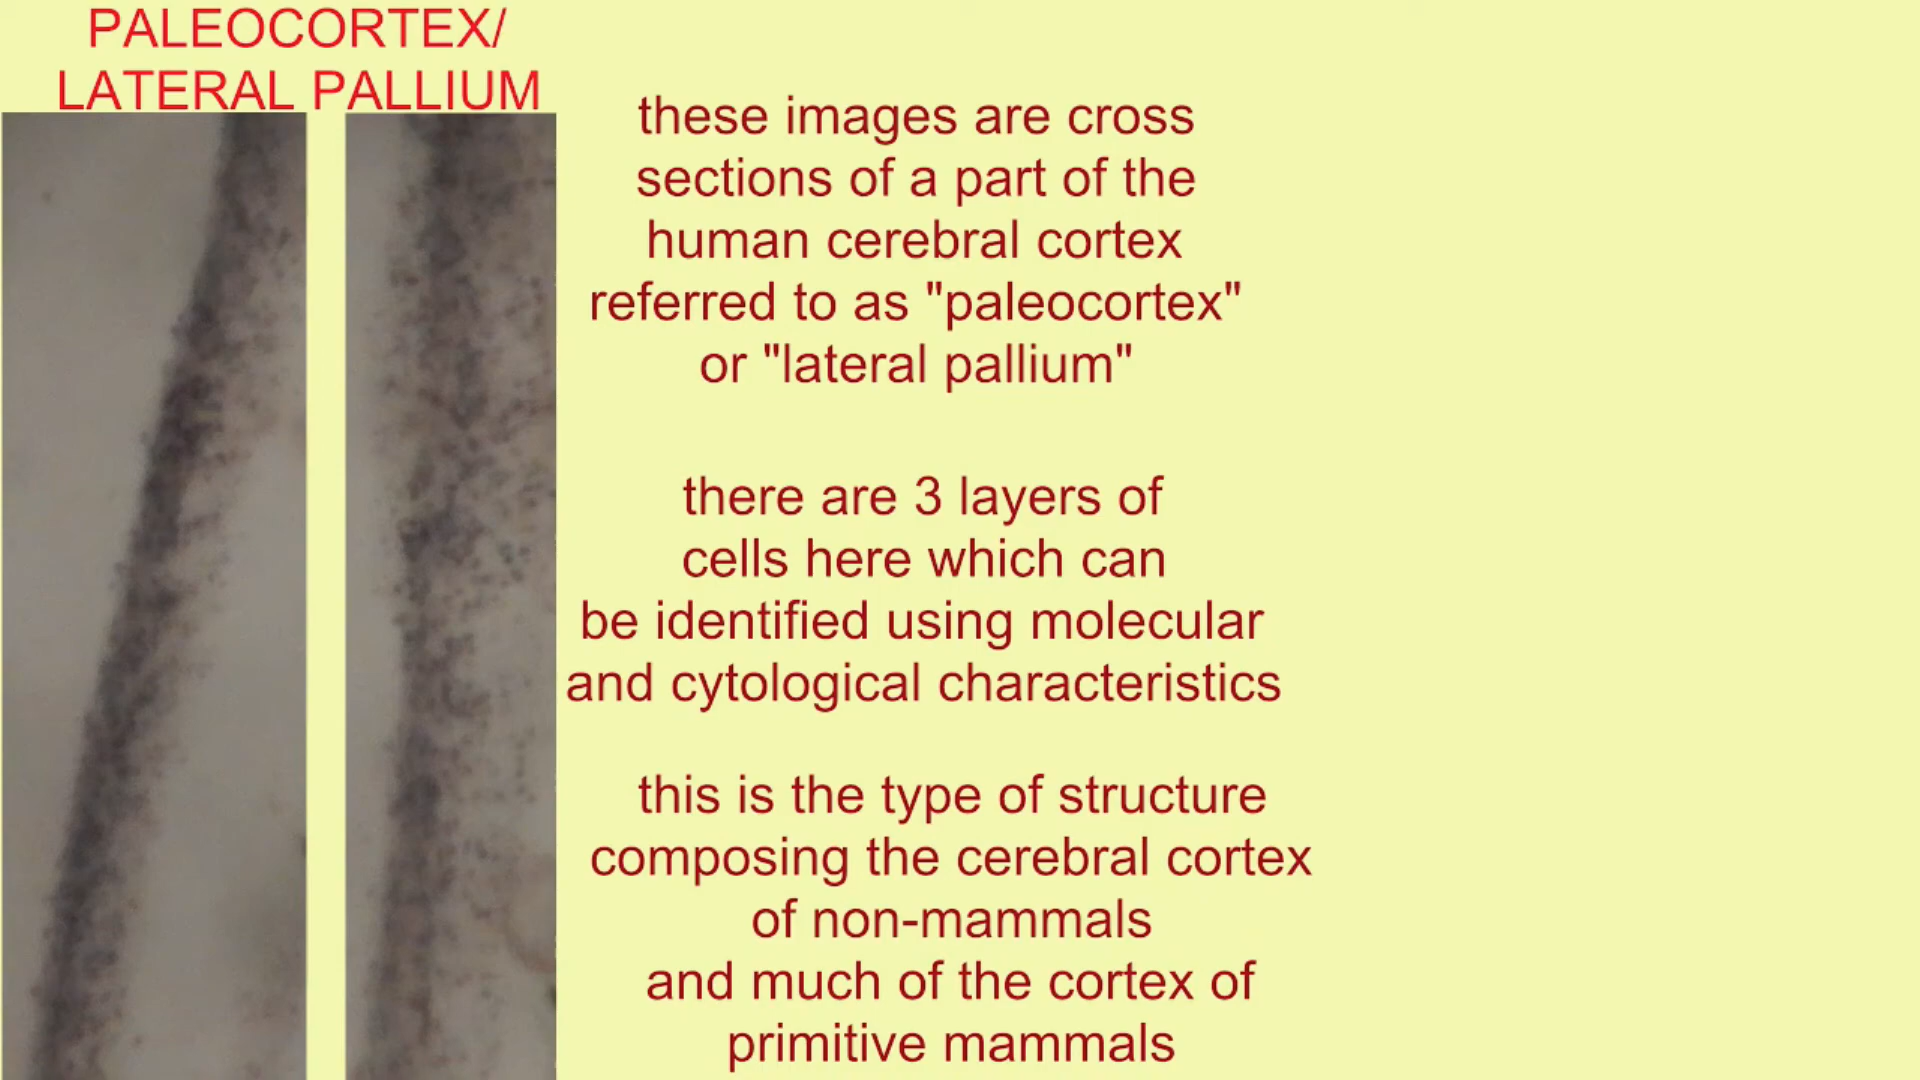 PALEOCORTEX/
LATERAL PALLIUM
these images are cross
sections of a part of the
human cerebral cortex
referred to as "paleocortex"
or "lateral pallium"
there are 3 layers of
cells here which can
be identified using molecular
and cytological characteristics
this is the type of structure
composing the cerebral cortex
of non-mammals
and much of the cortex of
primitive mammals